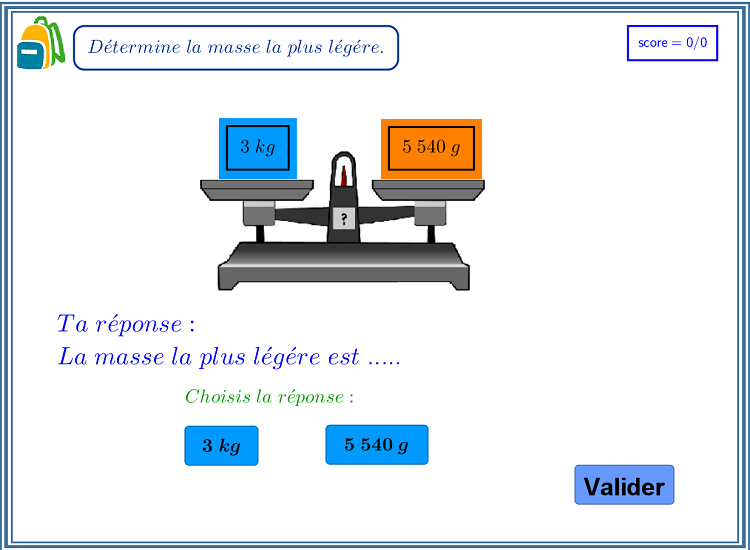 Détermine la masse la plus légére.
score = 0/0
3 kg
5 540 g
?
Ta réponse :
La masse la plus légére est .....
Choisis la réponse :
3 kg
5 540 g
Valider